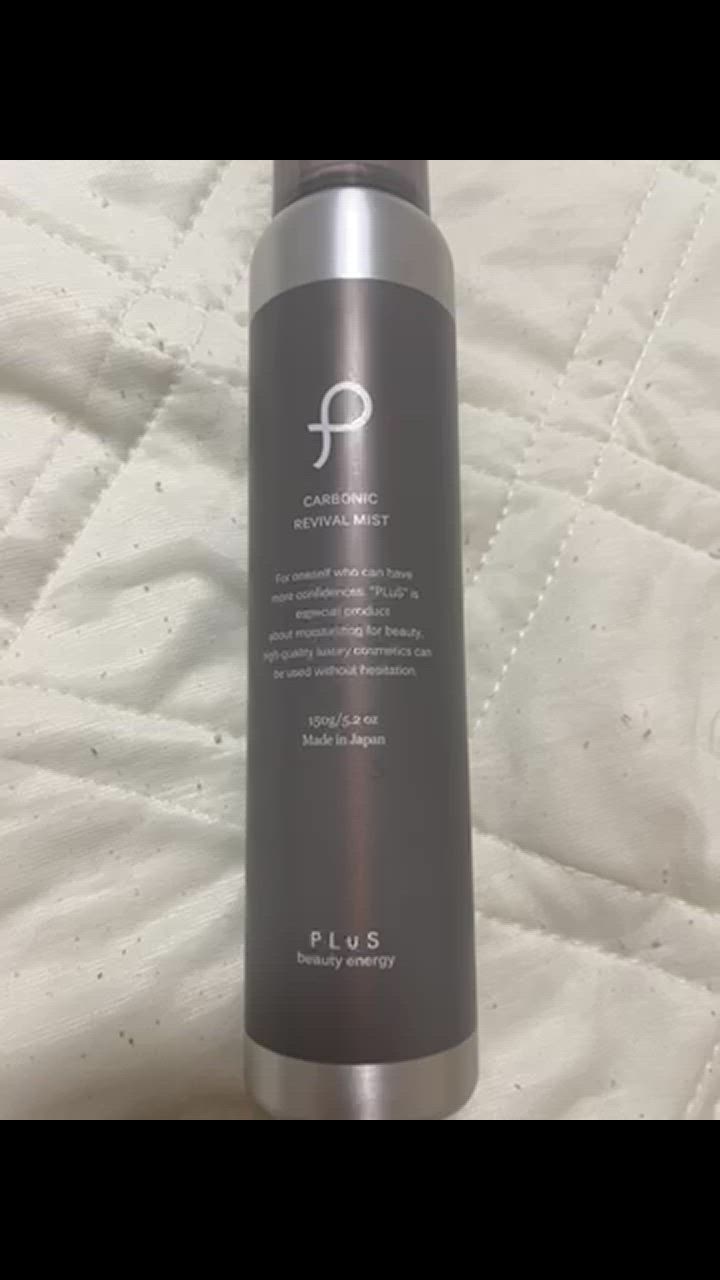 CARBONIC
REVIVAL MIST
For oneself who can have
more confidences. "PLuS" is
especial product
about moisturizing for beauty,
high-quality luxury cosmetics can
be used without hesitation.
150g/5.2 oz
Made in Japan
PLuS
beauty energy